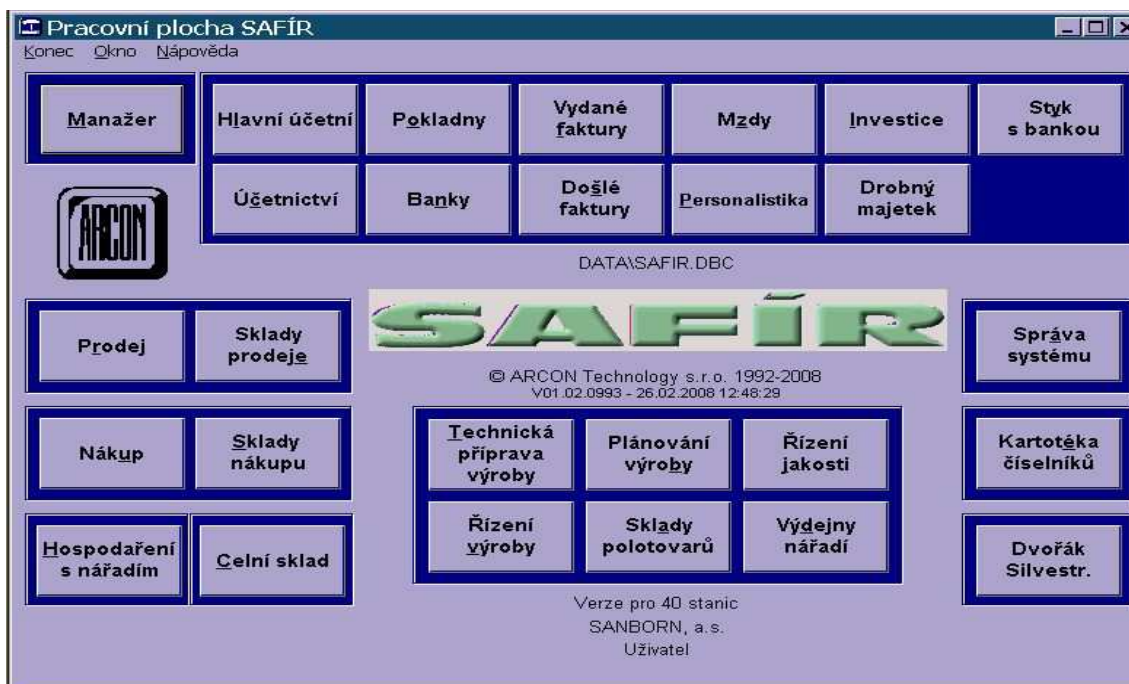 Pracovní plocha SAFÍR
Konec Okno Nápověda
Manažer
Hlavní účetní
Pokladny
Vydané
faktury
Mzdy
Investice
Styk
s bankou
Účetnictví
Banky
Došlé
faktury
Personalistika
Drobný
majetek
ARCON
DATA\SAFIR.DBC
SAFÍR
Prodej
Sklady
prodeje
Správa
systému
© ARCON Technology s.r.o. 1992-2008
V01.02.0993 - 26.02.2008 12:48:29
Nákup
Sklady
nákupu
Technická
příprava
výroby
Plánování
výroby
Řízení
jakosti
Kartotéka
číselníků
Hospodaření
s nářadím
Celní sklad
Řízení
výroby
Sklady
polotovarů
Výdejny
nářadí
Dvořák
Silvestr.
Verze pro 40 stanic
SANBORN, a.s.
Uživatel